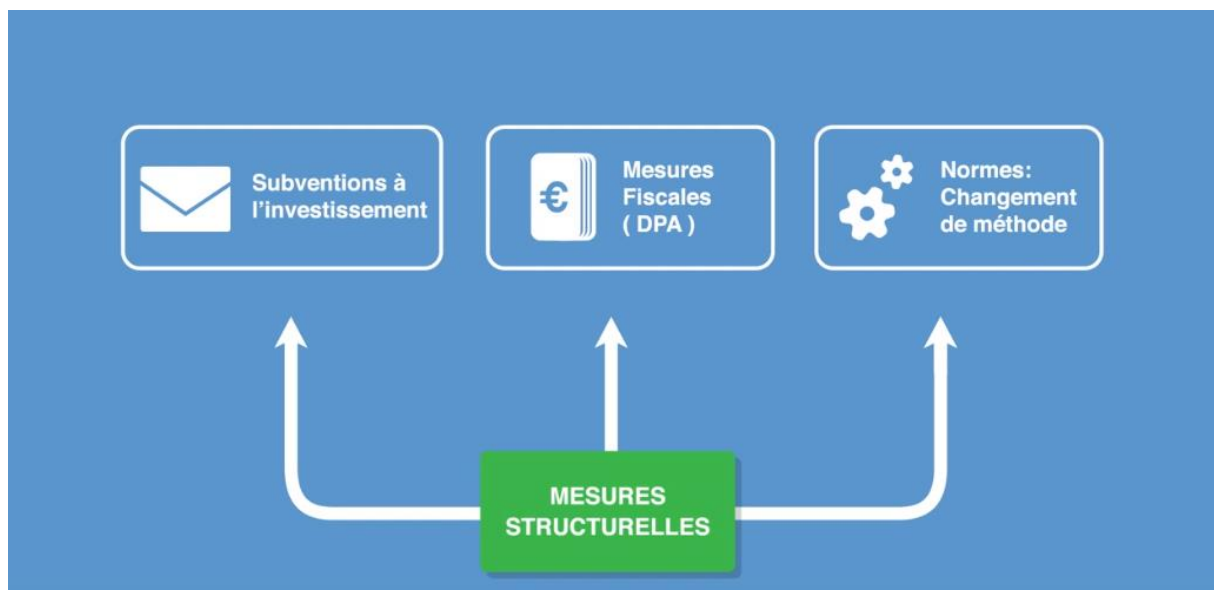 Subventions à
l'investissement
€
Mesures
Fiscales
( DPA )
Normes:
Changement
de méthode
MESURES
STRUCTURELLES